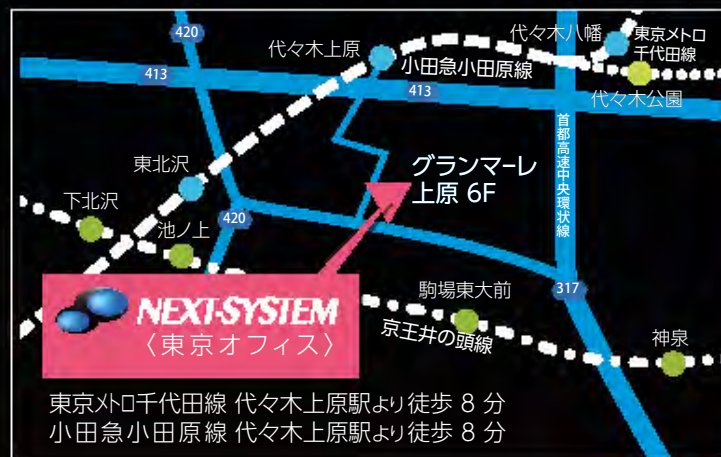 420
代々木上原
代々木八幡
東京メトロ
千代田線
小田急小田原線
413
413
代々木公園
首都高速中央環状線
東北沢
グランマーレ
上原 6F
下北沢
420
池ノ上
317
NEXT-SYSTEM
〈東京オフィス〉
駒場東大前
京王井の頭線
神泉
東京メトロ千代田線 代々木上原駅より徒歩 8 分
小田急小田原線 代々木上原駅より徒歩 8 分